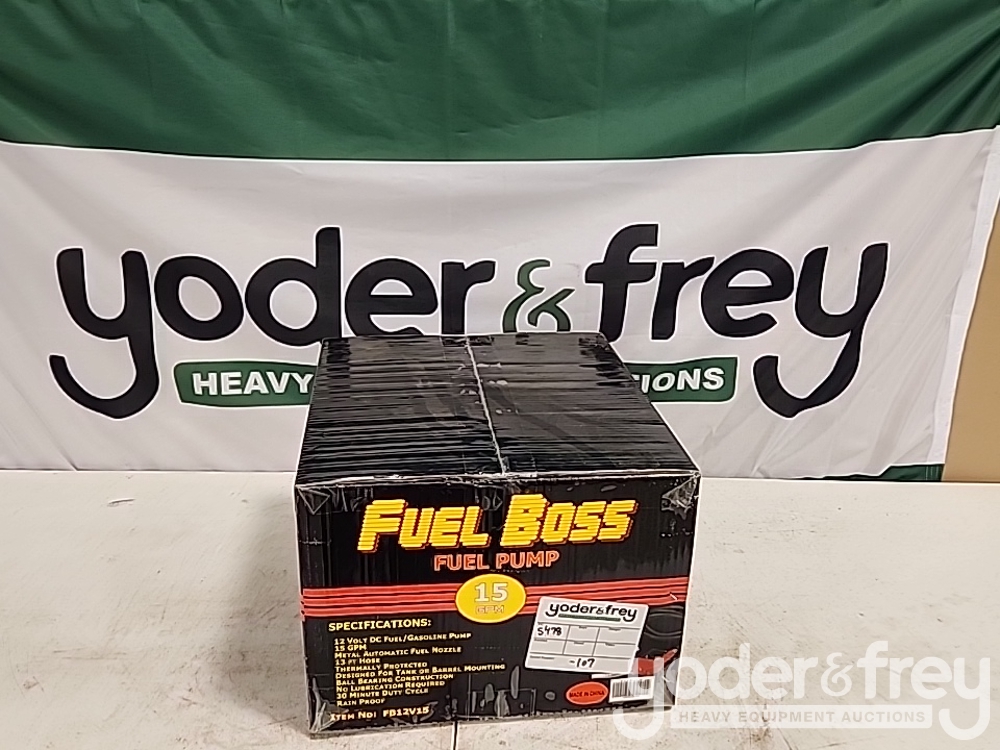 yoder&frey
HEAVY IONS
FUEL BOSS
FUEL PUMP
15
GPM
SPECIFICATIONS:
12 VOLT DC FUEL/GASOLINE PUMP
15 GPM
METAL AUTOMATIC FUEL NOZZLE
13 FT HOSE
THERMALLY PROTECTED
DESIGNED FOR TANK OR BARREL MOUNTING
BALL BEARING CONSTRUCTION
NO LUBRICATION REQUIRED
30 MINUTE DUTY CYCLE
RAIN PROOF
ITEM NO: FB12V15
yoder&frey
5478
-107
MADE IN CHINA
yoder&frey
HEAVY EQUIPMENT AUCTIONS